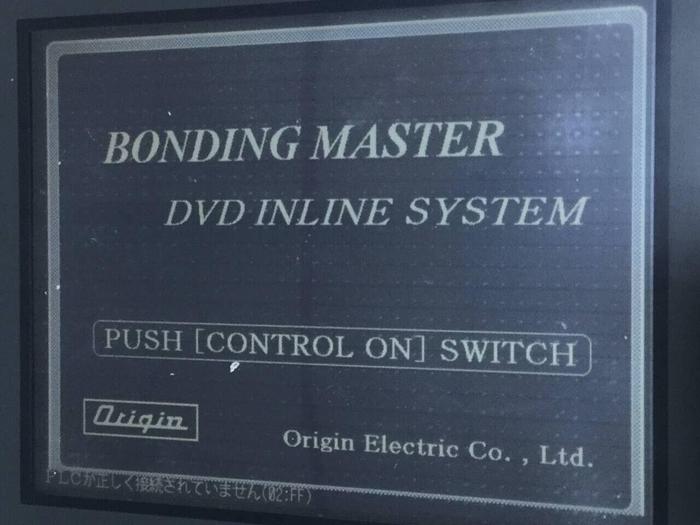 BONDING MASTER
DVD INLINE SYSTEM
PUSH [CONTROL ON] SWITCH
Origin
Origin Electric Co. , Ltd.
PLCが正しく接続されていません(02:FF)